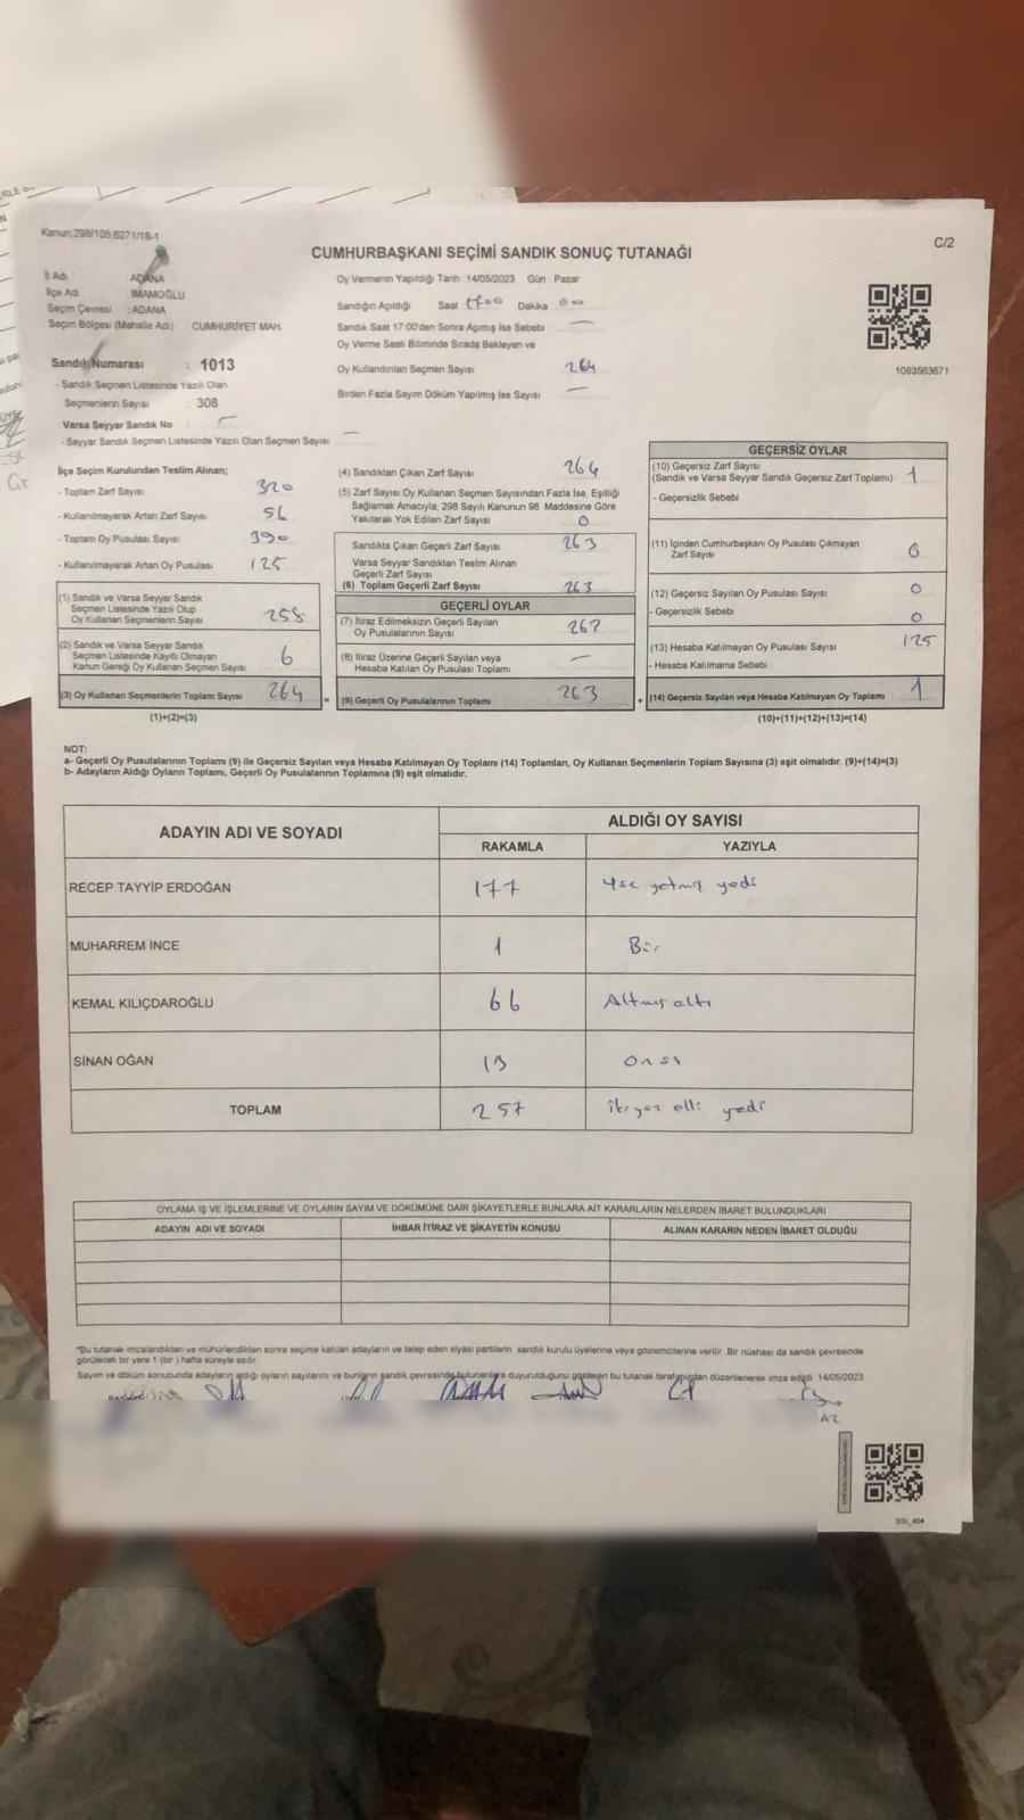 Kanun:298/105,6271/18-1
C/2
CUMHURBAŞKANI SEÇİMİ SANDIK SONUÇ TUTANAĞI
İl Adı ADANA
İlçe Adı İMAMOĞLU
Seçim Çevresi :ADANA
Seçim Bölgesi (Mahalle Adı) CUMHURİYET MAH.
Sandık Numarası : 1013
- Sandık Seçmen Listesinde Yazılı Olan
Seçmenlerin Sayısı 308
Varsa Seyyar Sandık No
- Seyyar Sandık Seçmen Listesinde Yazılı Olan Seçmen Sayısı —
Oy Vermenin Yapıldığı Tarih 14/05/2023 Gün Pazar
Sandığın Açıldığı Saat 17 00 Dakika
Sandık Saat 17:00'den Sonra Açılmış İse Sebebi —
Oy Verme Saati Bitiminde Sırada Bekleyen ve
Oy Kullandırılan Seçmen Sayısı 264
Birden Fazla Sayım Döküm Yapılmış İse Sayısı —
1083563671
İlçe Seçim Kurulundan Teslim Alınan;
- Toplam Zarf Sayısı 320
- Kullanılmayarak Artan Zarf Sayısı 56
- Toplam Oy Pusulası Sayısı 390
- Kullanılmayarak Artan Oy Pusulası 125
(1) Sandık ve Varsa Seyyar Sandık
Seçmen Listesinde Yazılı Olup
Oy Kullanan Seçmenlerin Sayısı 258
(2) Sandık ve Varsa Seyyar Sandık
Seçmen Listesinde Kayıtlı Olmayan
Kanun Gereği Oy Kullanan Seçmen Sayısı 6
(3) Oy Kullanan Seçmenlerin Toplam Sayısı 264
(1)+(2)=(3)
(4) Sandıktan Çıkan Zarf Sayısı 264
(5) Zarf Sayısı Oy Kullanan Seçmen Sayısından Fazla İse, Eşitliği
Sağlamak Amacıyla, 298 Sayılı Kanunun 98. Maddesine Göre
Yakılarak Yok Edilen Zarf Sayısı 0
Sandıkta Çıkan Geçerli Zarf Sayısı 263
Varsa Seyyar Sandıktan Teslim Alınan
Geçerli Zarf Sayısı
(6) Toplam Geçerli Zarf Sayısı 263
GEÇERLİ OYLAR
(7) İtiraz Edilmeksizin Geçerli Sayılan
Oy Pusulalarının Sayısı
(8) İtiraz Üzerine Geçerli Sayılan veya
Hesaba Katılan Oy Pusulası Toplamı —
= (9) Geçerli Oy Pusulalarının Toplamı 263
GEÇERSİZ OYLAR
(10) Geçersiz Zarf Sayısı
(Sandık ve Varsa Seyyar Sandık Geçersiz Zarf Toplamı) 1
- Geçersizlik Sebebi
(11) İçinden Cumhurbaşkanı Oy Pusulası Çıkmayan
Zarf Sayısı 0
(12) Geçersiz Sayılan Oy Pusulası Sayısı 0
- Geçersizlik Sebebi 0
(13) Hesaba Katılmayan Oy Pusulası Sayısı 125
- Hesaba Katılmama Sebebi
+ (14) Geçersiz Sayılan veya Hesaba Katılmayan Oy Toplamı 1
(10)+(11)+(12)+(13)=(14)
NOT:
a- Geçerli Oy Pusulalarının Toplamı (9) ile Geçersiz Sayılan veya Hesaba Katılmayan Oy Toplamı (14) Toplamları, Oy Kullanan Seçmenlerin Toplam Sayısına (3) eşit olmalıdır. (9)+(14)=(3)
b- Adayların Aldığı Oyların Toplamı, Geçerli Oy Pusulalarının Toplamına (9) eşit olmalıdır.
ADAYIN ADI VE SOYADI ALDIĞI OY SAYISI
RAKAMLA YAZIYLA
RECEP TAYYİP ERDOĞAN 177 yüz yetmiş yedi
MUHARREM İNCE 1 Bir
KEMAL KILIÇDAROĞLU 66 Altmış altı
SİNAN OĞAN 13
TOPLAM 257 ikiyüz elli yedi
OYLAMA İŞ VE İŞLEMLERİNE VE OYLARIN SAYIM VE DÖKÜMÜNE DAİR ŞİKAYETLERLE BUNLARA AİT KARARLARIN NELERDEN İBARET BULUNDUKLARI
ADAYIN ADI VE SOYADI İHBAR İTİRAZ VE ŞİKAYETİN KONUSU ALINAN KARARIN NEDEN İBARET OLDUĞU
"Bu tutanak imzalandıktan ve mühürlendikten sonra seçime katılan adayların ve talep eden siyasi partilerin sandık kurulu üyelerine veya gözlemcilerine verilir. Bir nüshası da sandık çevresinde
görülecek bir yere 1 (bir ) hafta süreyle asılır.
Sayım ve döküm sonucunda adayların aldığı oyların sayılarını ve bunların sandık çevresinde bulunanlara duyurulduğunu gösteren bu tutanak tarafımızdan düzenlenerek imza edildi. 14/05/2023